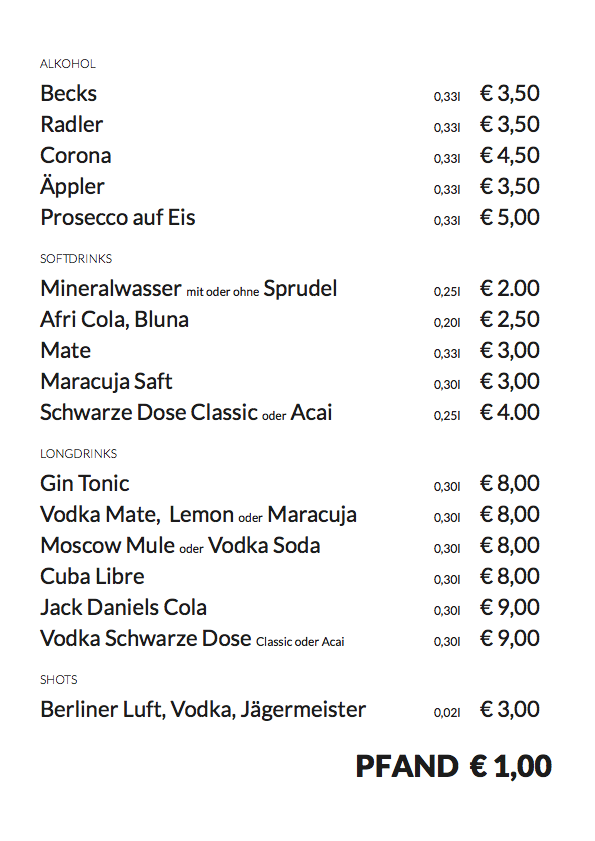 ALKOHOL
Becks 0,33l € 3,50
Radler 0,33l € 3,50
Corona 0,33l € 4,50
Äppler 0,33l € 3,50
Prosecco auf Eis 0,33l € 5,00
SOFTDRINKS
Mineralwasser mit oder ohne Sprudel 0,25l € 2.00
Afri Cola, Bluna 0,20l € 2,50
Mate 0,33l € 3,00
Maracuja Saft 0,30l € 3,00
Schwarze Dose Classic oder Acai 0,25l € 4.00
LONGDRINKS
Gin Tonic 0,30l € 8,00
Vodka Mate, Lemon oder Maracuja 0,30l € 8,00
Moscow Mule oder Vodka Soda 0,30l € 8,00
Cuba Libre 0,30l € 8,00
Jack Daniels Cola 0,30l € 9,00
Vodka Schwarze Dose Classic oder Acai 0,30l € 9,00
SHOTS
Berliner Luft, Vodka, Jägermeister 0,02l € 3,00
PFAND € 1,00